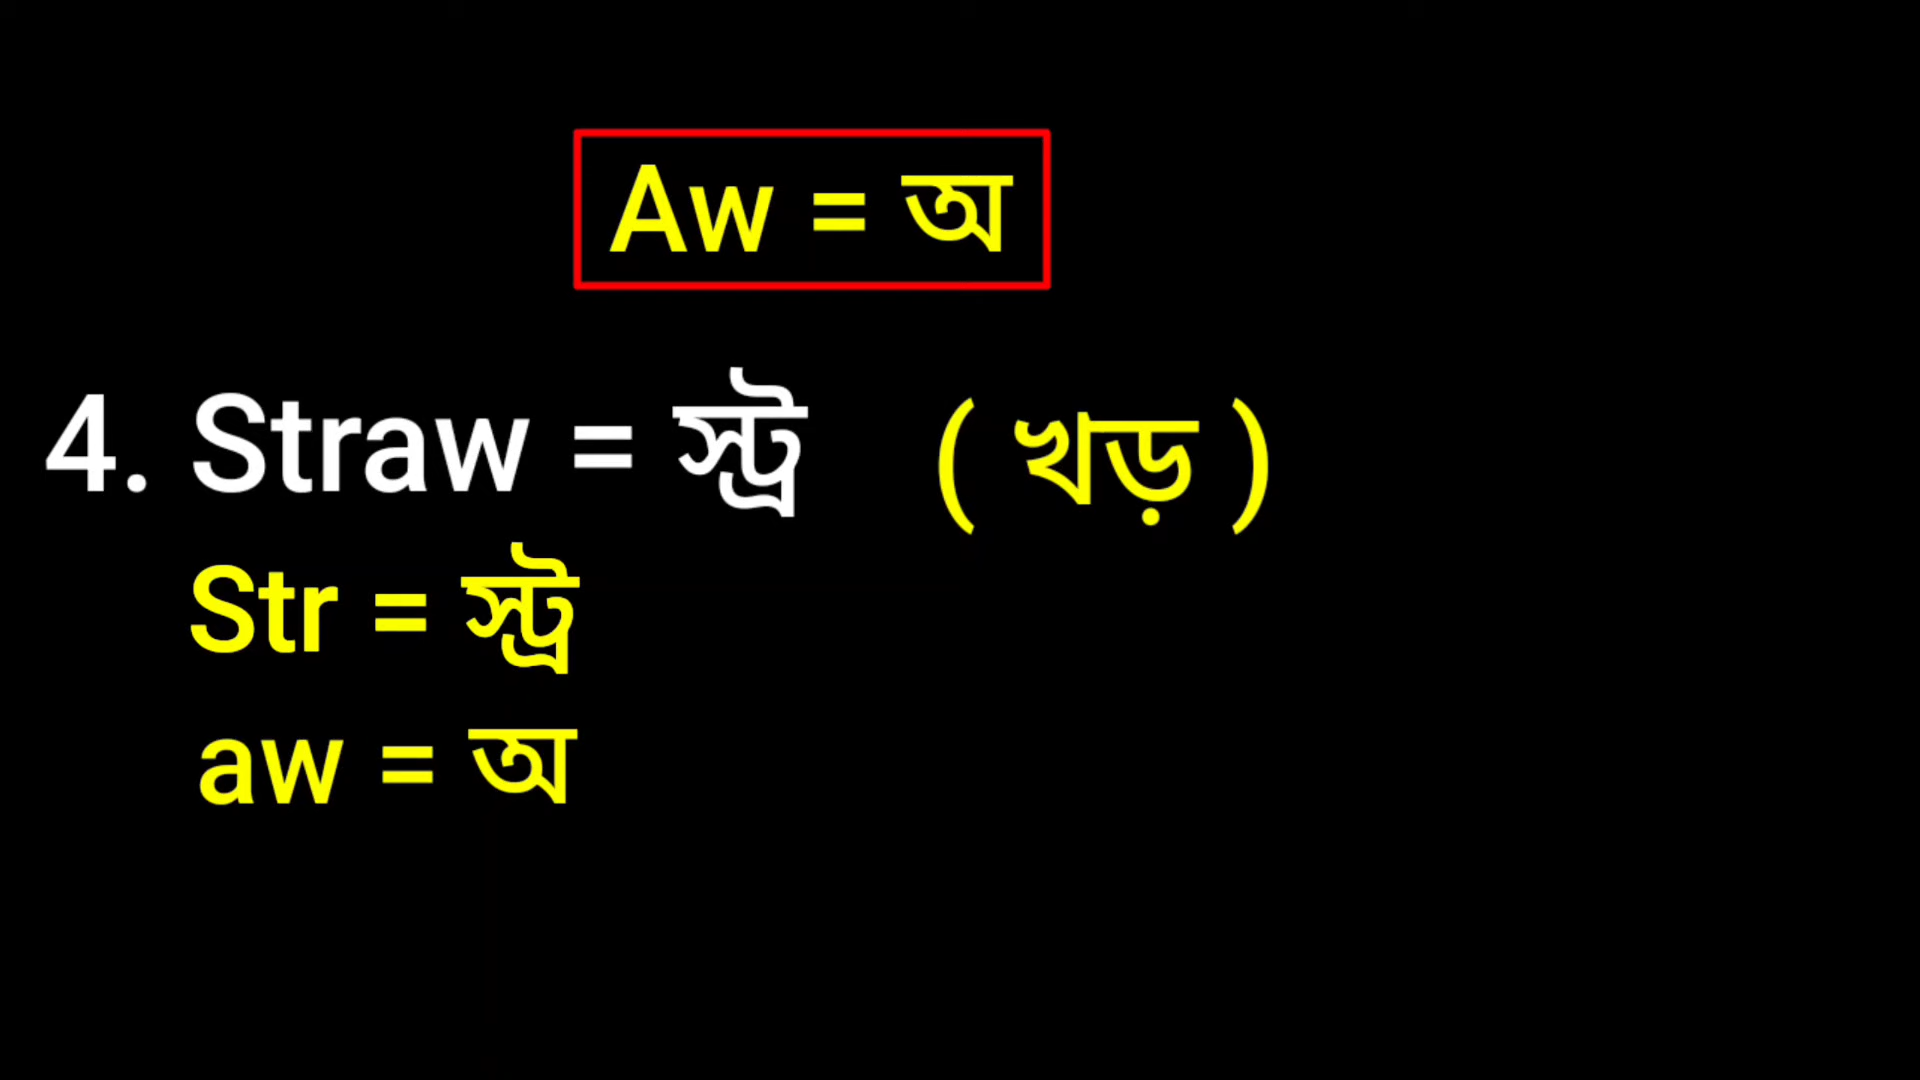 Aw = অ
4. Straw = স্ট্র ( খড় )
Str = স্ট্র
aw = অ